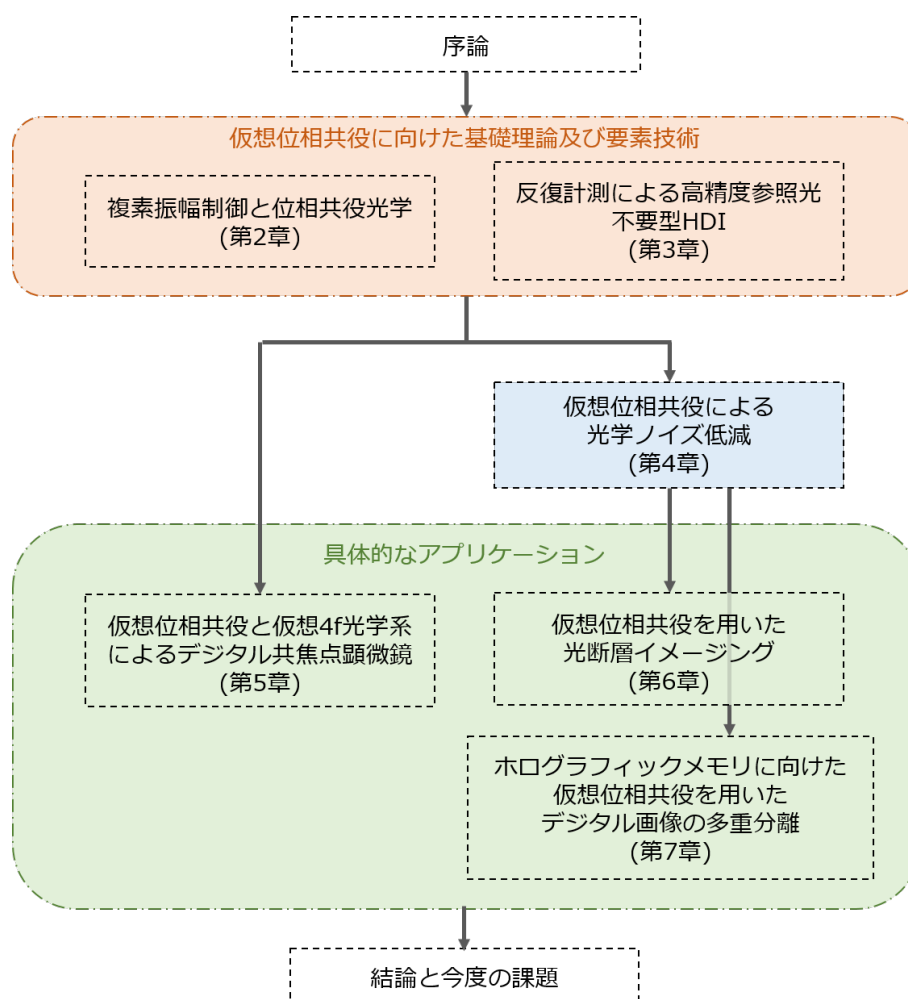 序論
仮想位相共役に向けた基礎理論及び要素技術
複素振幅制御と位相共役光学
(第2章)
反復計測による高精度参照光
不要型HDI
(第3章)
仮想位相共役による
光学ノイズ低減
(第4章)
具体的なアプリケーション
仮想位相共役と仮想4f光学系
によるデジタル共焦点顕微鏡
(第5章)
仮想位相共役を用いた
光断層イメージング
(第6章)
ホログラフィックメモリに向けた
仮想位相共役を用いた
デジタル画像の多重分離
(第7章)
結論と今度の課題